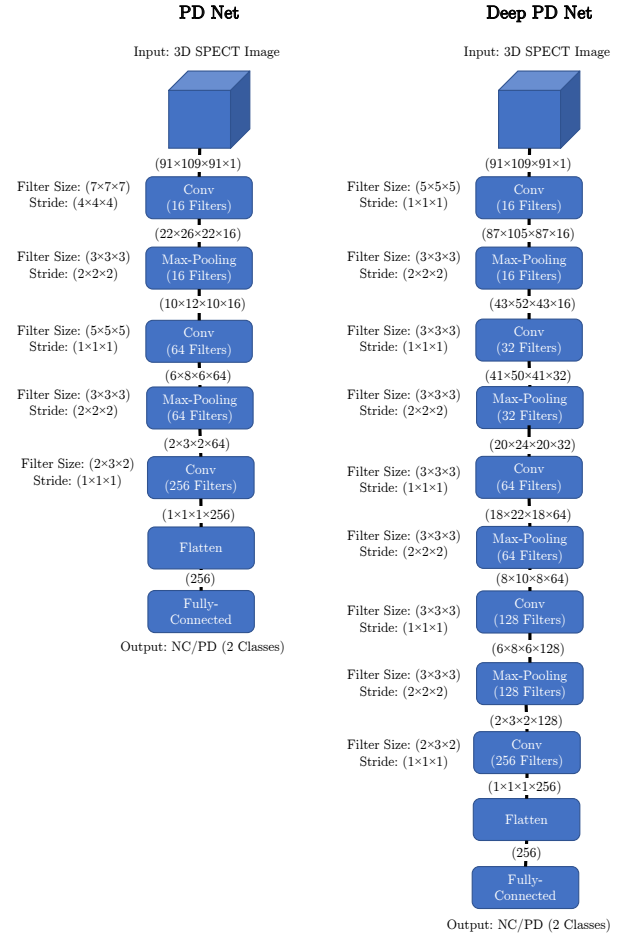 PD Net
Input: 3D SPECT Image
(91×109×91×1)
Filter Size: (7×7×7)
Stride: (4×4×4)
Conv
(16 Filters)
(22×26×22×16)
Filter Size: (3×3×3)
Stride: (2×2×2)
Max-Pooling
(16 Filters)
(10×12×10×16)
Filter Size: (5×5×5)
Stride: (1×1×1)
Conv
(64 Filters)
(6×8×6×64)
Filter Size: (3×3×3)
Stride: (2×2×2)
Max-Pooling
(64 Filters)
(2×3×2×64)
Filter Size: (2×3×2)
Stride: (1×1×1)
Conv
(256 Filters)
(1×1×1×256)
Flatten
(256)
Fully-
Connected
Output: NC/PD (2 Classes)
Deep PD Net
Input: 3D SPECT Image
(91×109×91×1)
Filter Size: (5×5×5)
Stride: (1×1×1)
Conv
(16 Filters)
(87×105×87×16)
Filter Size: (3×3×3)
Stride: (2×2×2)
Max-Pooling
(16 Filters)
(43×52×43×16)
Filter Size: (3×3×3)
Stride: (1×1×1)
Conv
(32 Filters)
(41×50×41×32)
Filter Size: (3×3×3)
Stride: (2×2×2)
Max-Pooling
(32 Filters)
(20×24×20×32)
Filter Size: (3×3×3)
Stride: (1×1×1)
Conv
(64 Filters)
(18×22×18×64)
Filter Size: (3×3×3)
Stride: (2×2×2)
Max-Pooling
(64 Filters)
(8×10×8×64)
Filter Size: (3×3×3)
Stride: (1×1×1)
Conv
(128 Filters)
(6×8×6×128)
Filter Size: (3×3×3)
Stride: (2×2×2)
Max-Pooling
(128 Filters)
(2×3×2×128)
Filter Size: (2×3×2)
Stride: (1×1×1)
Conv
(256 Filters)
(1×1×1×256)
Flatten
(256)
Fully-
Connected
Output: NC/PD (2 Classes)